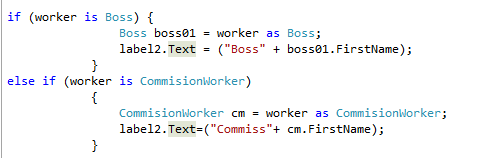 if (worker is Boss) {
Boss boss01 = worker as Boss;
label2.Text = ("Boss" + boss01.FirstName);
}
else if (worker is CommisionWorker)
{
CommisionWorker cm = worker as CommisionWorker;
label2.Text=("Commiss"+ cm.FirstName);
}